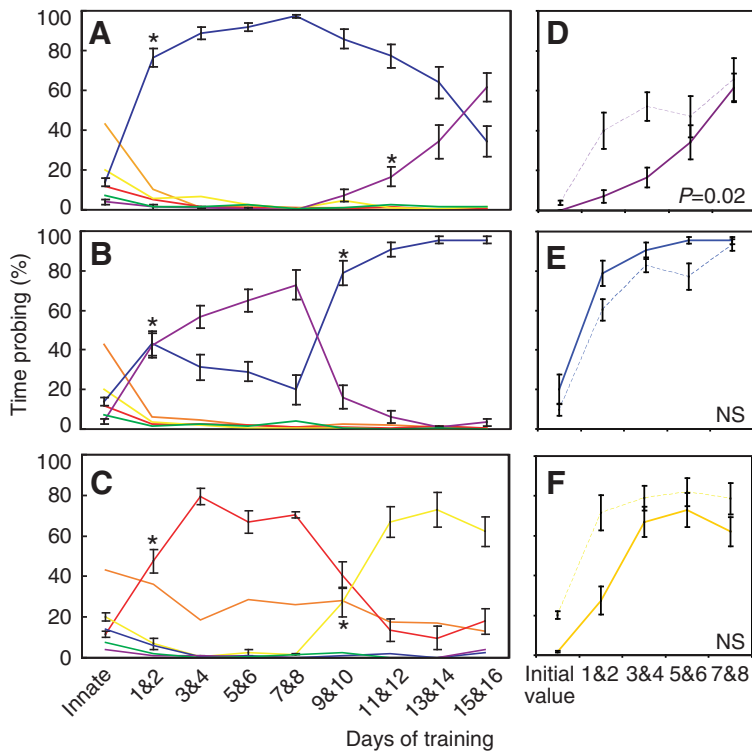 A
D
100
80
60
40
20
0
*
*
P=0.02
B
E
100
80
60
40
20
0
*
*
NS
C
F
100
80
60
40
20
0
*
*
NS
Time probing (%)
Innate
1&2
3&4
5&6
7&8
9&10
11&12
13&14
15&16
Initial value
1&2
3&4
5&6
7&8
Days of training